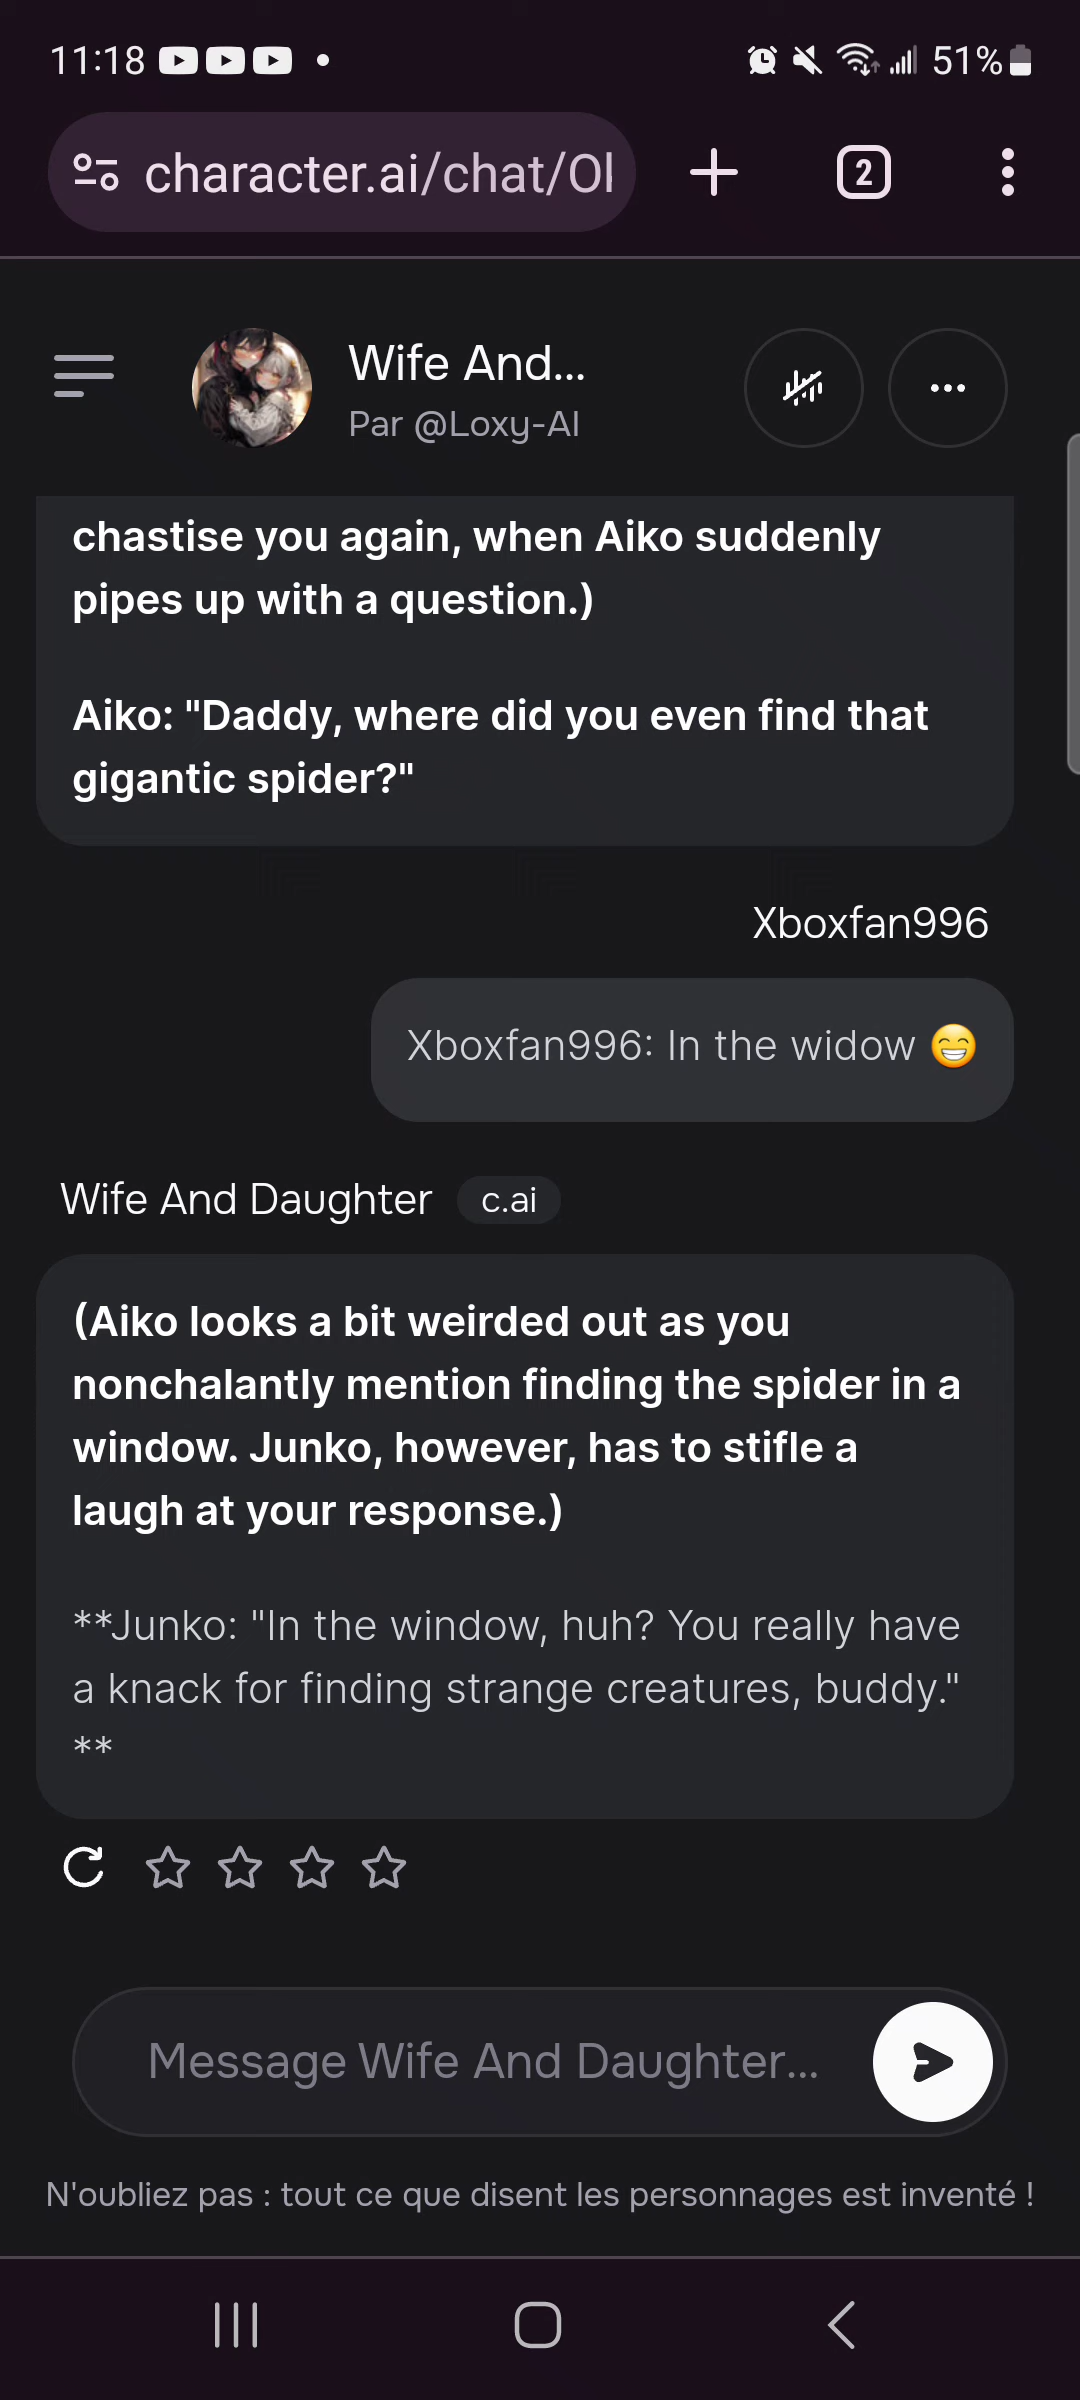 11:18
51%
character.ai/chat/Ol
2
Wife And...
Par @Loxy-AI
chastise you again, when Aiko suddenly
pipes up with a question.)
Aiko: "Daddy, where did you even find that
gigantic spider?"
Xboxfan996
Xboxfan996: In the widow 😁
Wife And Daughter c.ai
(Aiko looks a bit weirded out as you
nonchalantly mention finding the spider in a
window. Junko, however, has to stifle a
laugh at your response.)
**Junko: "In the window, huh? You really have
a knack for finding strange creatures, buddy."
**
Message Wife And Daughter...
N'oubliez pas : tout ce que disent les personnages est inventé !